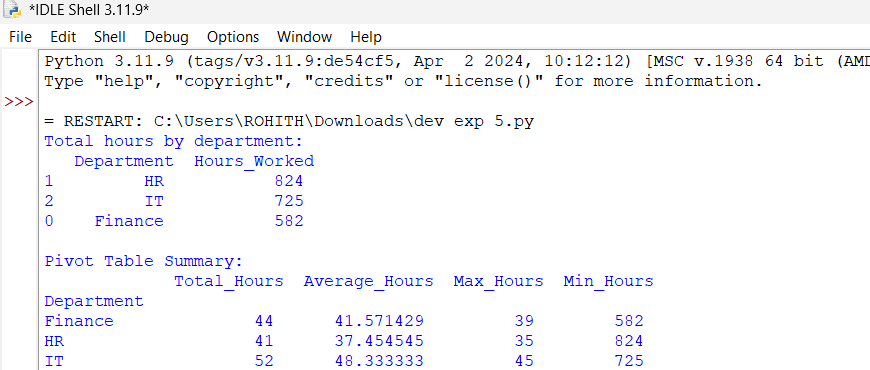 *IDLE Shell 3.11.9*
File Edit Shell Debug Options Window Help
Python 3.11.9 (tags/v3.11.9:de54cf5, Apr  2 2024, 10:12:12) [MSC v.1938 64 bit (AMD
Type "help", "copyright", "credits" or "license()" for more information.
>>>
= RESTART: C:\Users\ROHITH\Downloads\dev exp 5.py
Total hours by department:
   Department  Hours_Worked
1          HR           824
2          IT           725
0     Finance           582
Pivot Table Summary:
             Total_Hours  Average_Hours  Max_Hours  Min_Hours
Department
Finance               44      41.571429         39        582
HR                    41      37.454545         35        824
IT                    52      48.333333         45        725